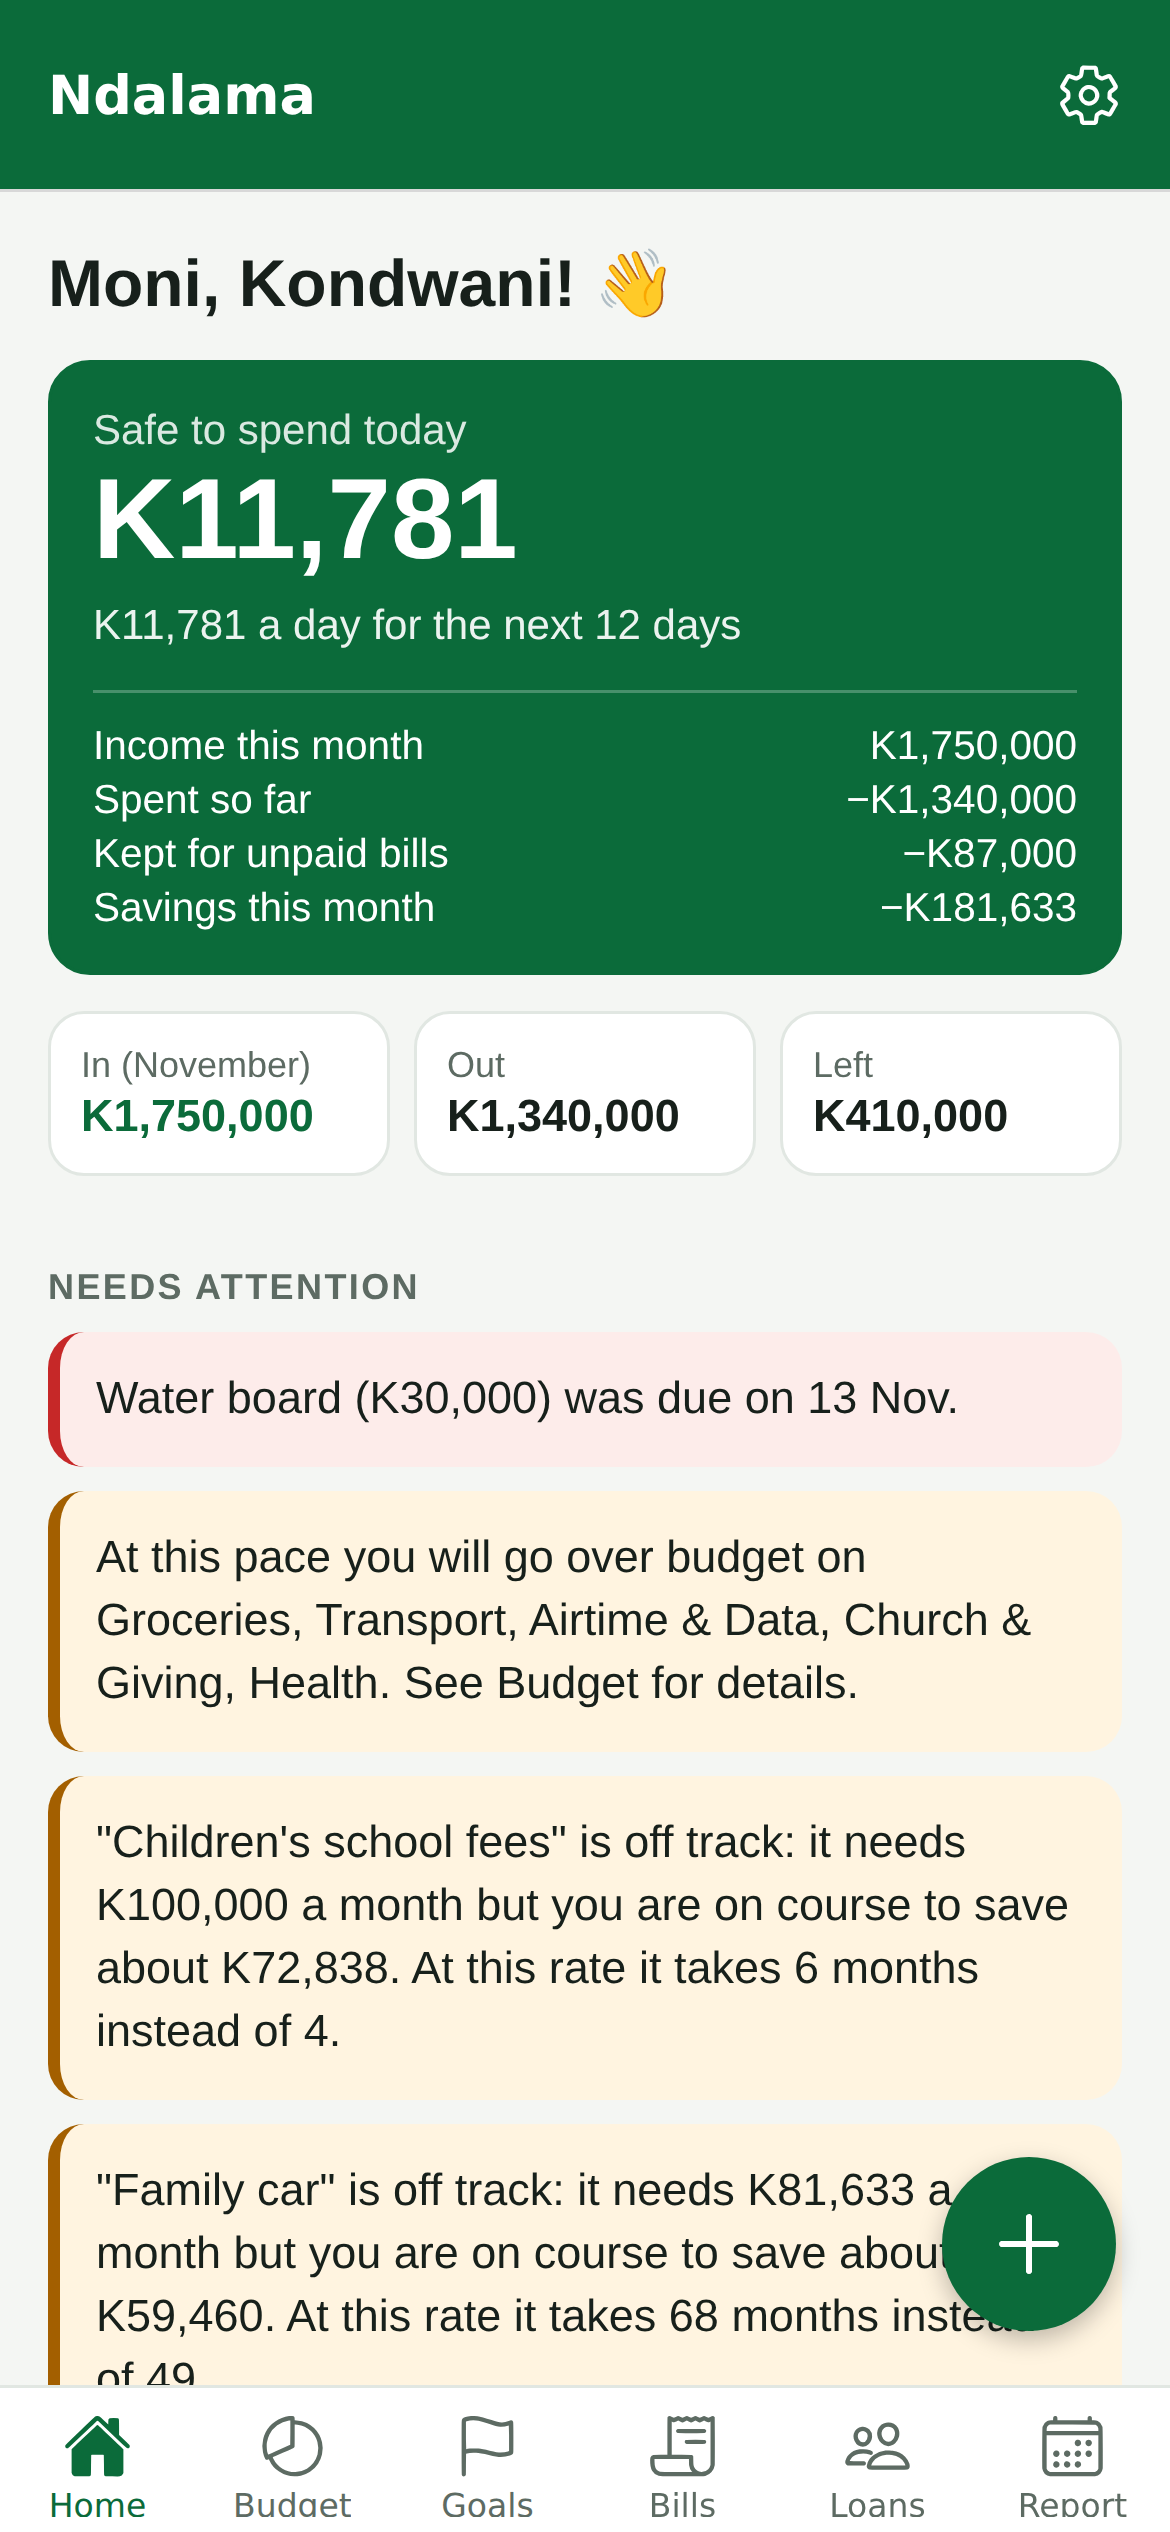 Ndalama
Moni, Kondwani! 👋
Safe to spend today
K11,781
K11,781 a day for the next 12 days
Income this month K1,750,000
Spent so far −K1,340,000
Kept for unpaid bills −K87,000
Savings this month −K181,633
In (November) Out Left
K1,750,000 K1,340,000 K410,000
NEEDS ATTENTION
Water board (K30,000) was due on 13 Nov.
At this pace you will go over budget on
Groceries, Transport, Airtime & Data, Church &
Giving, Health. See Budget for details.
"Children's school fees" is off track: it needs
K100,000 a month but you are on course to save
about K72,838. At this rate it takes 6 months
instead of 4.
"Family car" is off track: it needs K81,633 a
month but you are on course to save about
K59,460. At this rate it takes 68 months instead
of 49
Home Budget Goals Bills Loans Report